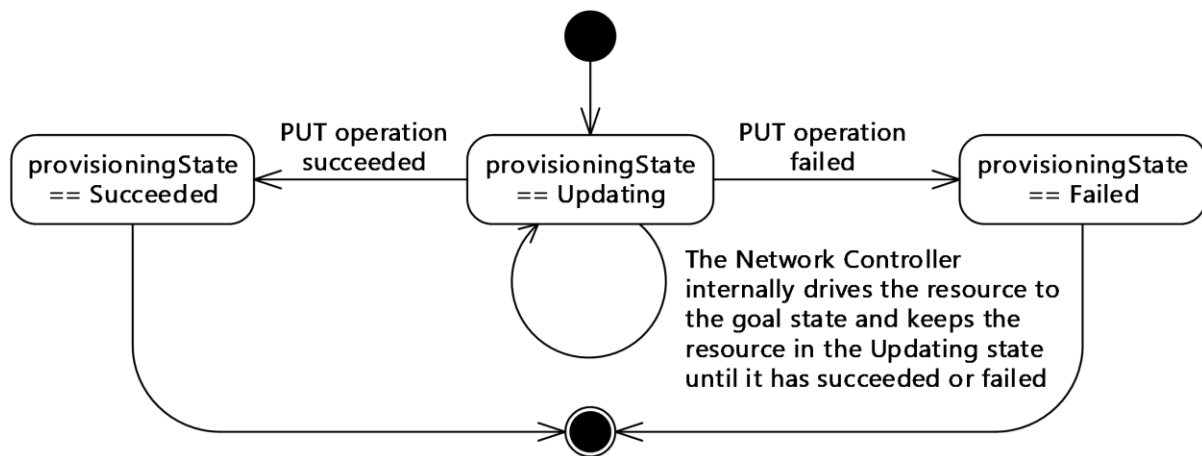 PUT operation
succeeded
PUT operation
failed
provisioningState
== Succeeded
provisioningState
== Updating
provisioningState
== Failed
The Network Controller
internally drives the resource to
the goal state and keeps the
resource in the Updating state
until it has succeeded or failed